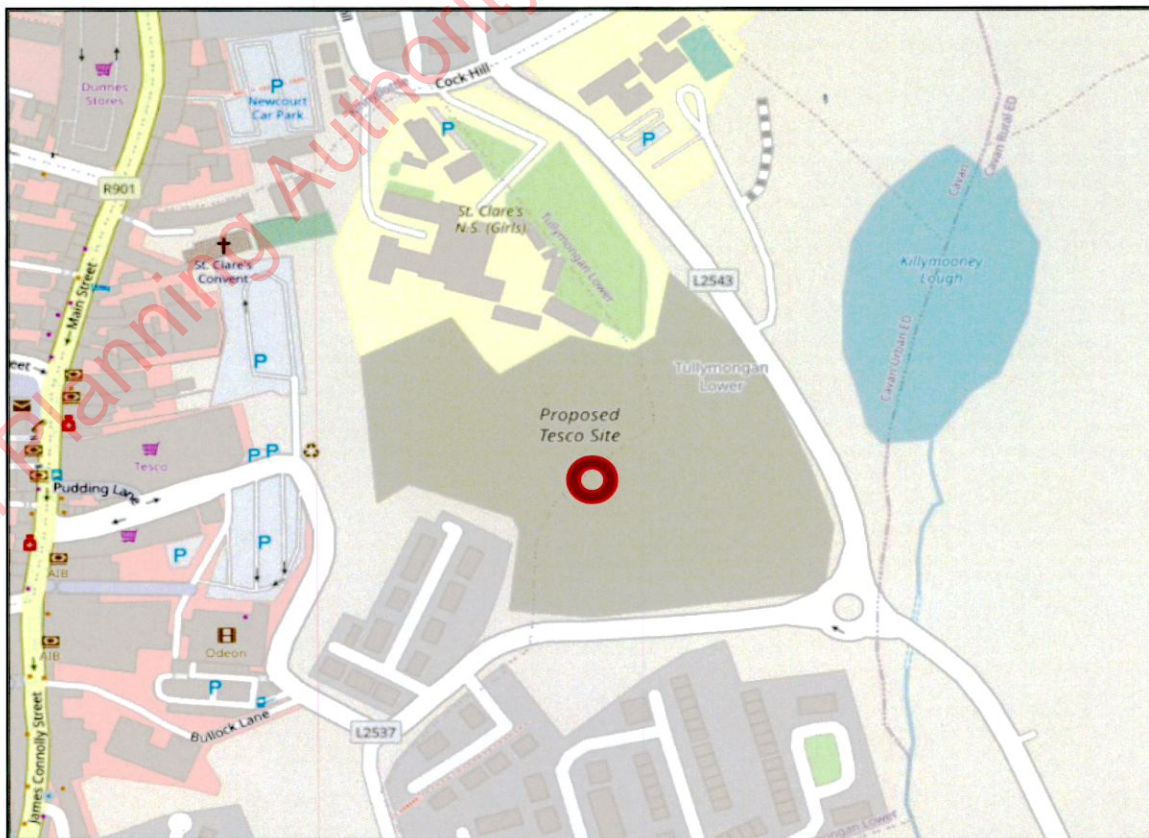 Planning Authority
Cock Hill
Dunnes
Stores
P
Newcourt
Car Park
P
P
R901
St. Clare's
N.S. (Girls)
Tullymongan Lower
St. Clare's
Convent
Main Street
L2543
Cavan
Cavan Rural ED
Killymooney
Lough
Cavan Urban ED
P
Tullymongan
Lower
Proposed
Tesco Site
Tesco
P P
Pudding Lane
P
P
AIB
Odeon
AIB
P
Bullock Lane
L2537
James Connolly Street
Tullymongan Lower